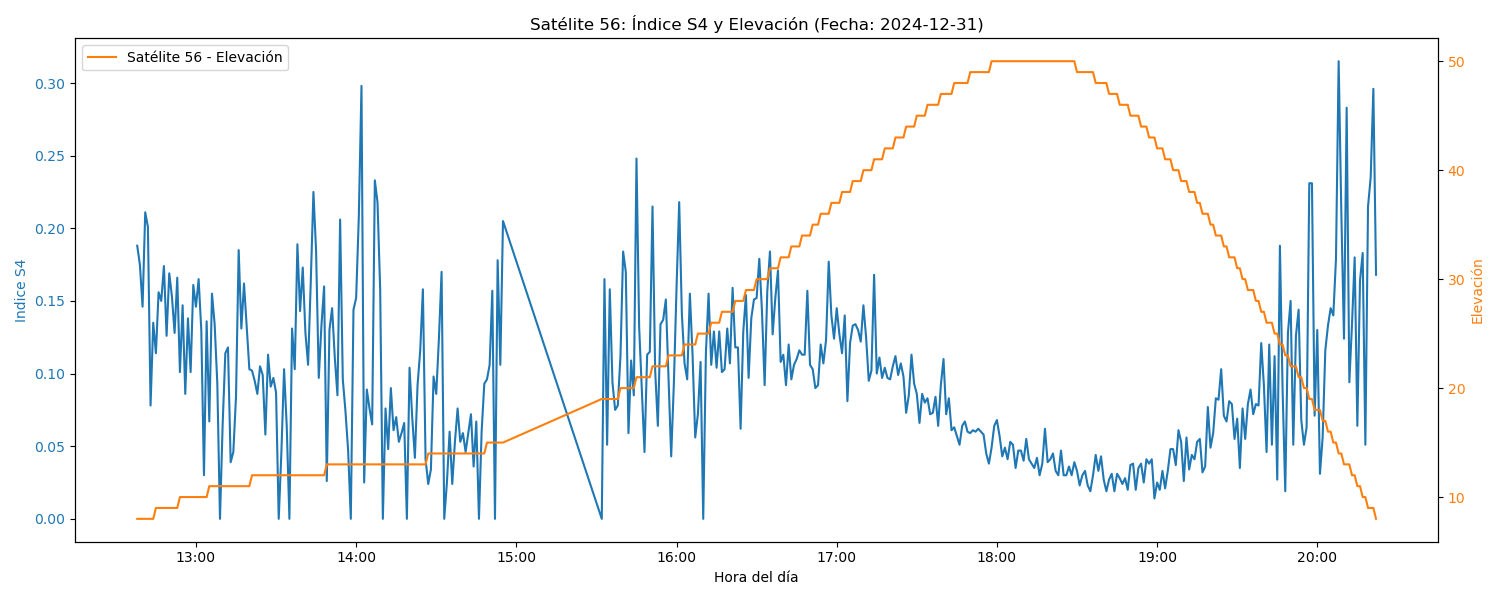 Satélite 56: Índice S4 y Elevación (Fecha: 2024-12-31)
Satélite 56 - Elevación
0.30
0.25
0.20
0.15
0.10
0.05
0.00
Indice S4
50
40
30
20
10
Elevación
13:00 14:00 15:00 16:00 17:00 18:00 19:00 20:00
Hora del día